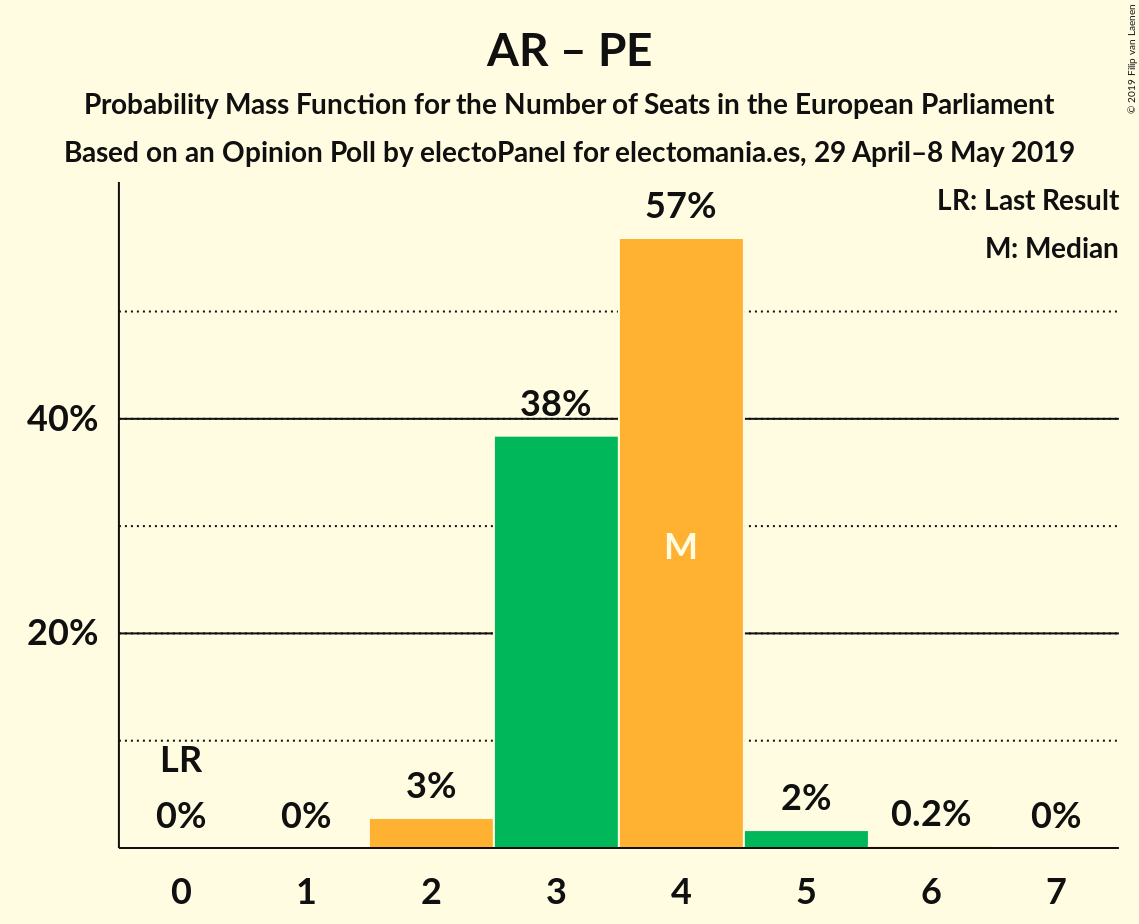 AR – PE
Probability Mass Function for the Number of Seats in the European Parliament
Based on an Opinion Poll by electoPanel for electomania.es, 29 April–8 May 2019
© 2019 Filip van Laenen
LR: Last Result
M: Median
57%
38%
40%
M
20%
LR
0%
0%
3%
2%
0.2%
0%
0 1 2 3 4 5 6 7